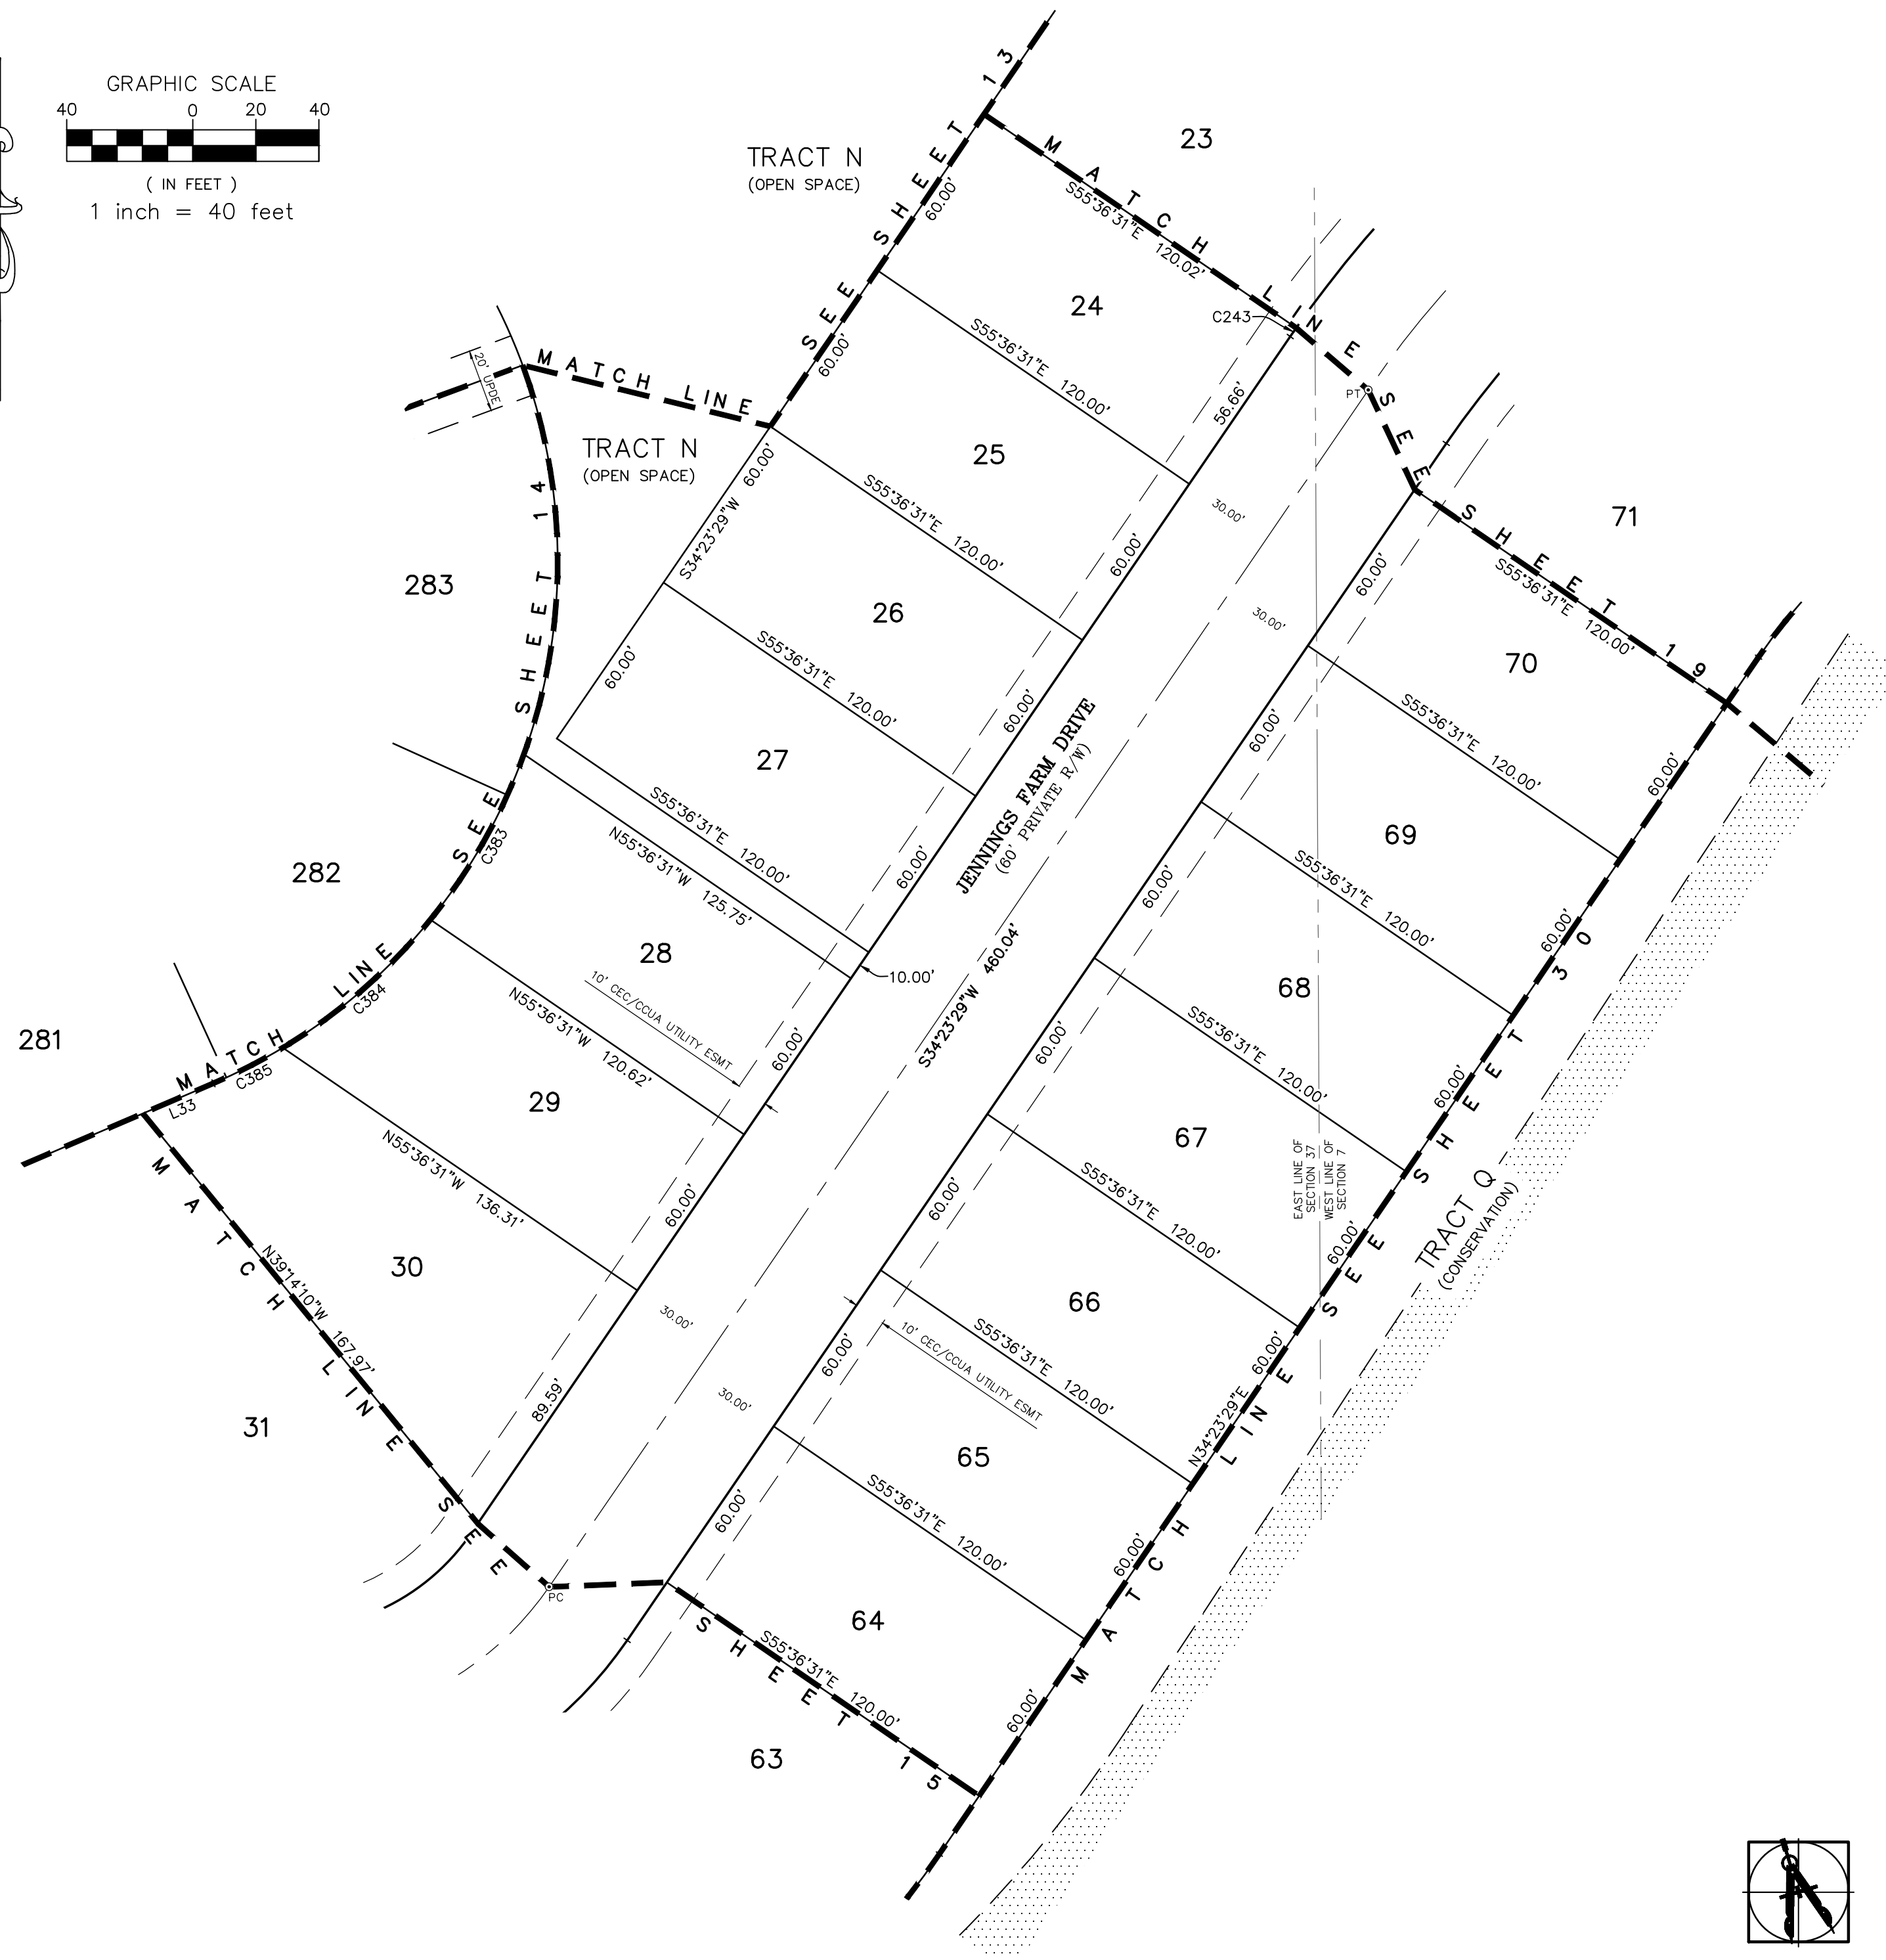 GRAPHIC SCALE
40 0 20 40
( IN FEET )
1 inch = 40 feet
TRACT N
(OPEN SPACE)
SEE SHEET 13
23
MATCH LINE SEE SHEET 19
S55°36'31"E 120.02'
60.00'
24
C243
PT
S55°36'31"E 120.00'
60.00'
56.66'
20' UPDE
MATCH LINE
TRACT N
(OPEN SPACE)
25
S55°36'31"E 120.00'
60.00'
30.00'
71
S34°23'29"W 60.00'
283
26
S55°36'31"E 120.00'
60.00'
30.00'
60.00'
S55°36'31"E 120.00'
70
60.00'
27
S55°36'31"E 120.00'
60.00'
JENNINGS FARM DRIVE
(60' PRIVATE R/W)
60.00'
S55°36'31"E 120.00'
60.00'
69
MATCH LINE SEE SHEET 14
C383
N55°36'31"W 125.75'
282
28
10' CEC/CCUA UTILITY ESMT
10.00'
S34°23'29"W 460.04'
60.00'
S55°36'31"E 120.00'
60.00'
68
C384
N55°36'31"W 120.62'
60.00'
60.00'
S55°36'31"E 120.00'
60.00'
281
C385
L33
29
N55°36'31"W 136.31'
60.00'
67
EAST LINE OF
SECTION 37
WEST LINE OF
SECTION 7
60.00'
S55°36'31"E 120.00'
60.00'
TRACT Q
(CONSERVATION)
30
MATCH LINE SEE SHEET 15
N39°14'10"W 167.97'
30.00'
66
60.00'
S55°36'31"E 120.00'
10' CEC/CCUA UTILITY ESMT
N34°23'29"E 60.00'
MATCH LINE SEE SHEET 30
31
89.59'
30.00'
65
60.00'
S55°36'31"E 120.00'
60.00'
PC
64
S55°36'31"E 120.00'
60.00'
63